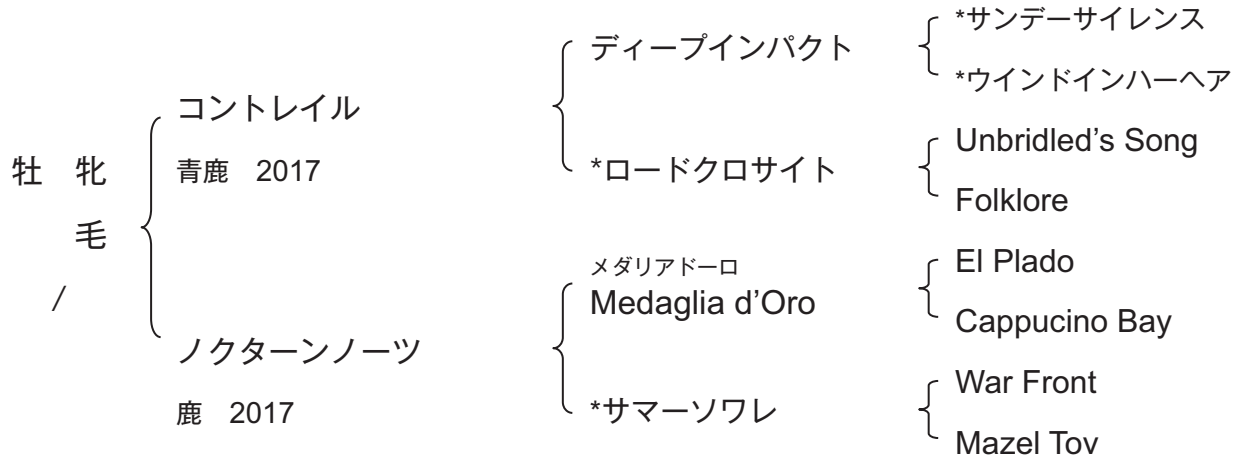 牡 牝
毛
/
コントレイル
青鹿 2017
ノクターンノーツ
鹿 2017
ディープインパクト
*ロードクロサイト
メダリアドーロ
Medaglia d’Oro
*サマーソワレ
*サンデーサイレンス
*ウインドインハーヘア
Unbridled’s Song
Folklore
El Plado
Cappucino Bay
War Front
Mazel Tov